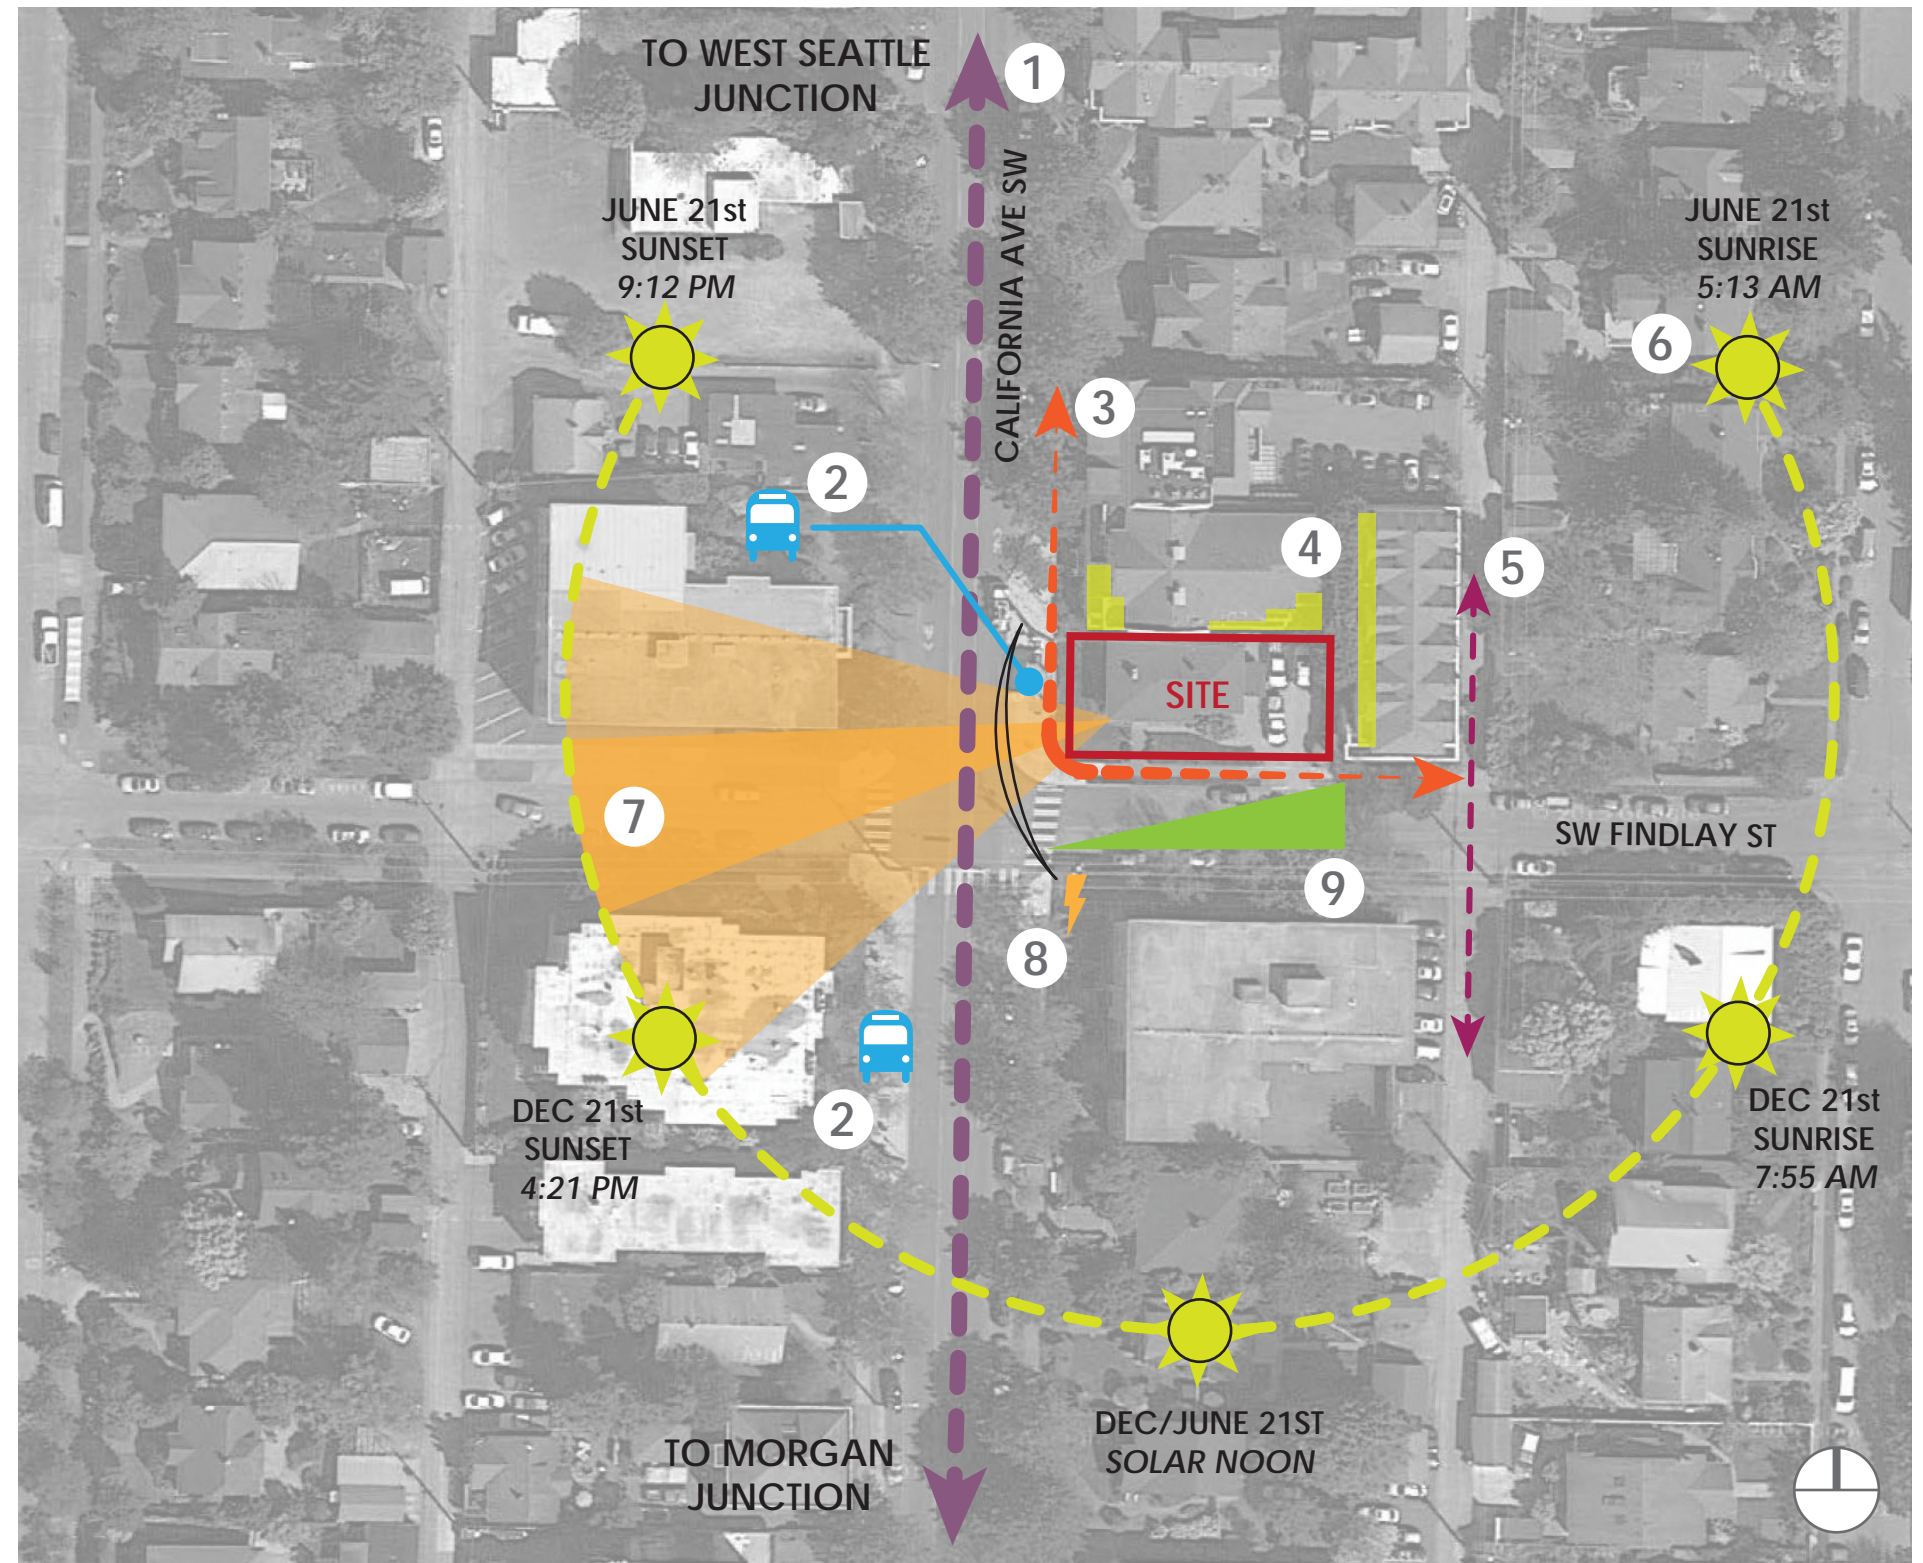 TO WEST SEATTLE
JUNCTION
1
CALIFORNIA AVE SW
JUNE 21st
SUNSET
9:12 PM
JUNE 21st
SUNRISE
5:13 AM
6
3
2
4
5
SITE
7
SW FINDLAY ST
9
8
2
DEC 21st
SUNSET
4:21 PM
DEC 21st
SUNRISE
7:55 AM
DEC/JUNE 21ST
SOLAR NOON
TO MORGAN
JUNCTION